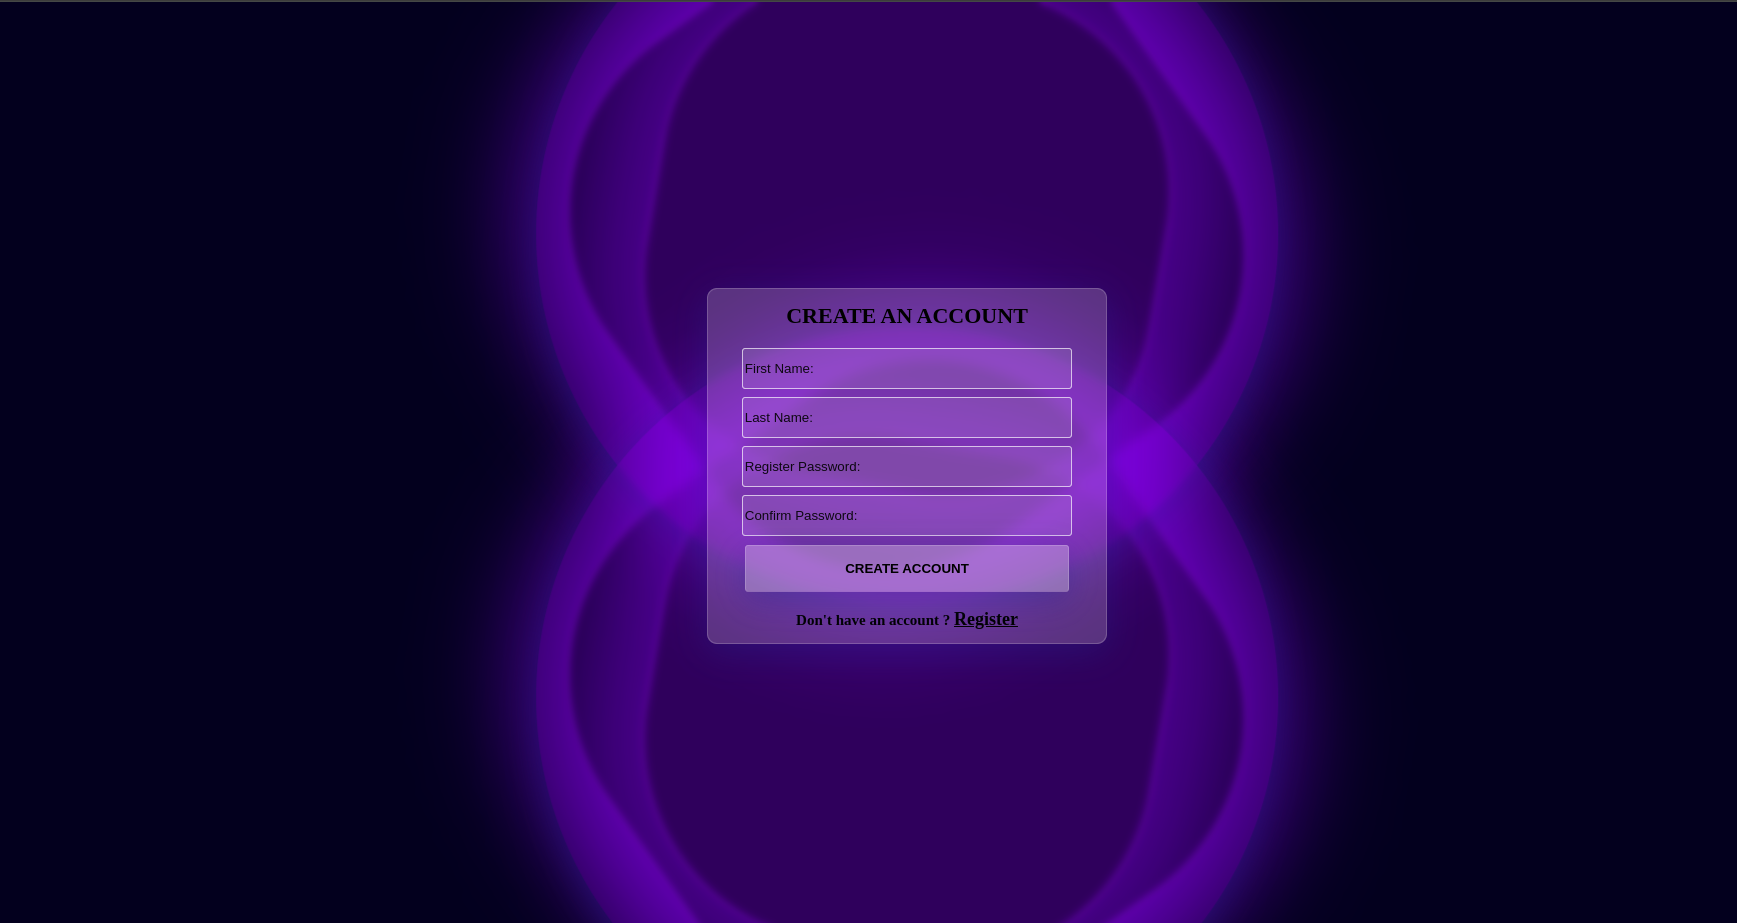 CREATE AN ACCOUNT
First Name:
Last Name:
Register Password:
Confirm Password:
CREATE ACCOUNT
Don't have an account ? Register